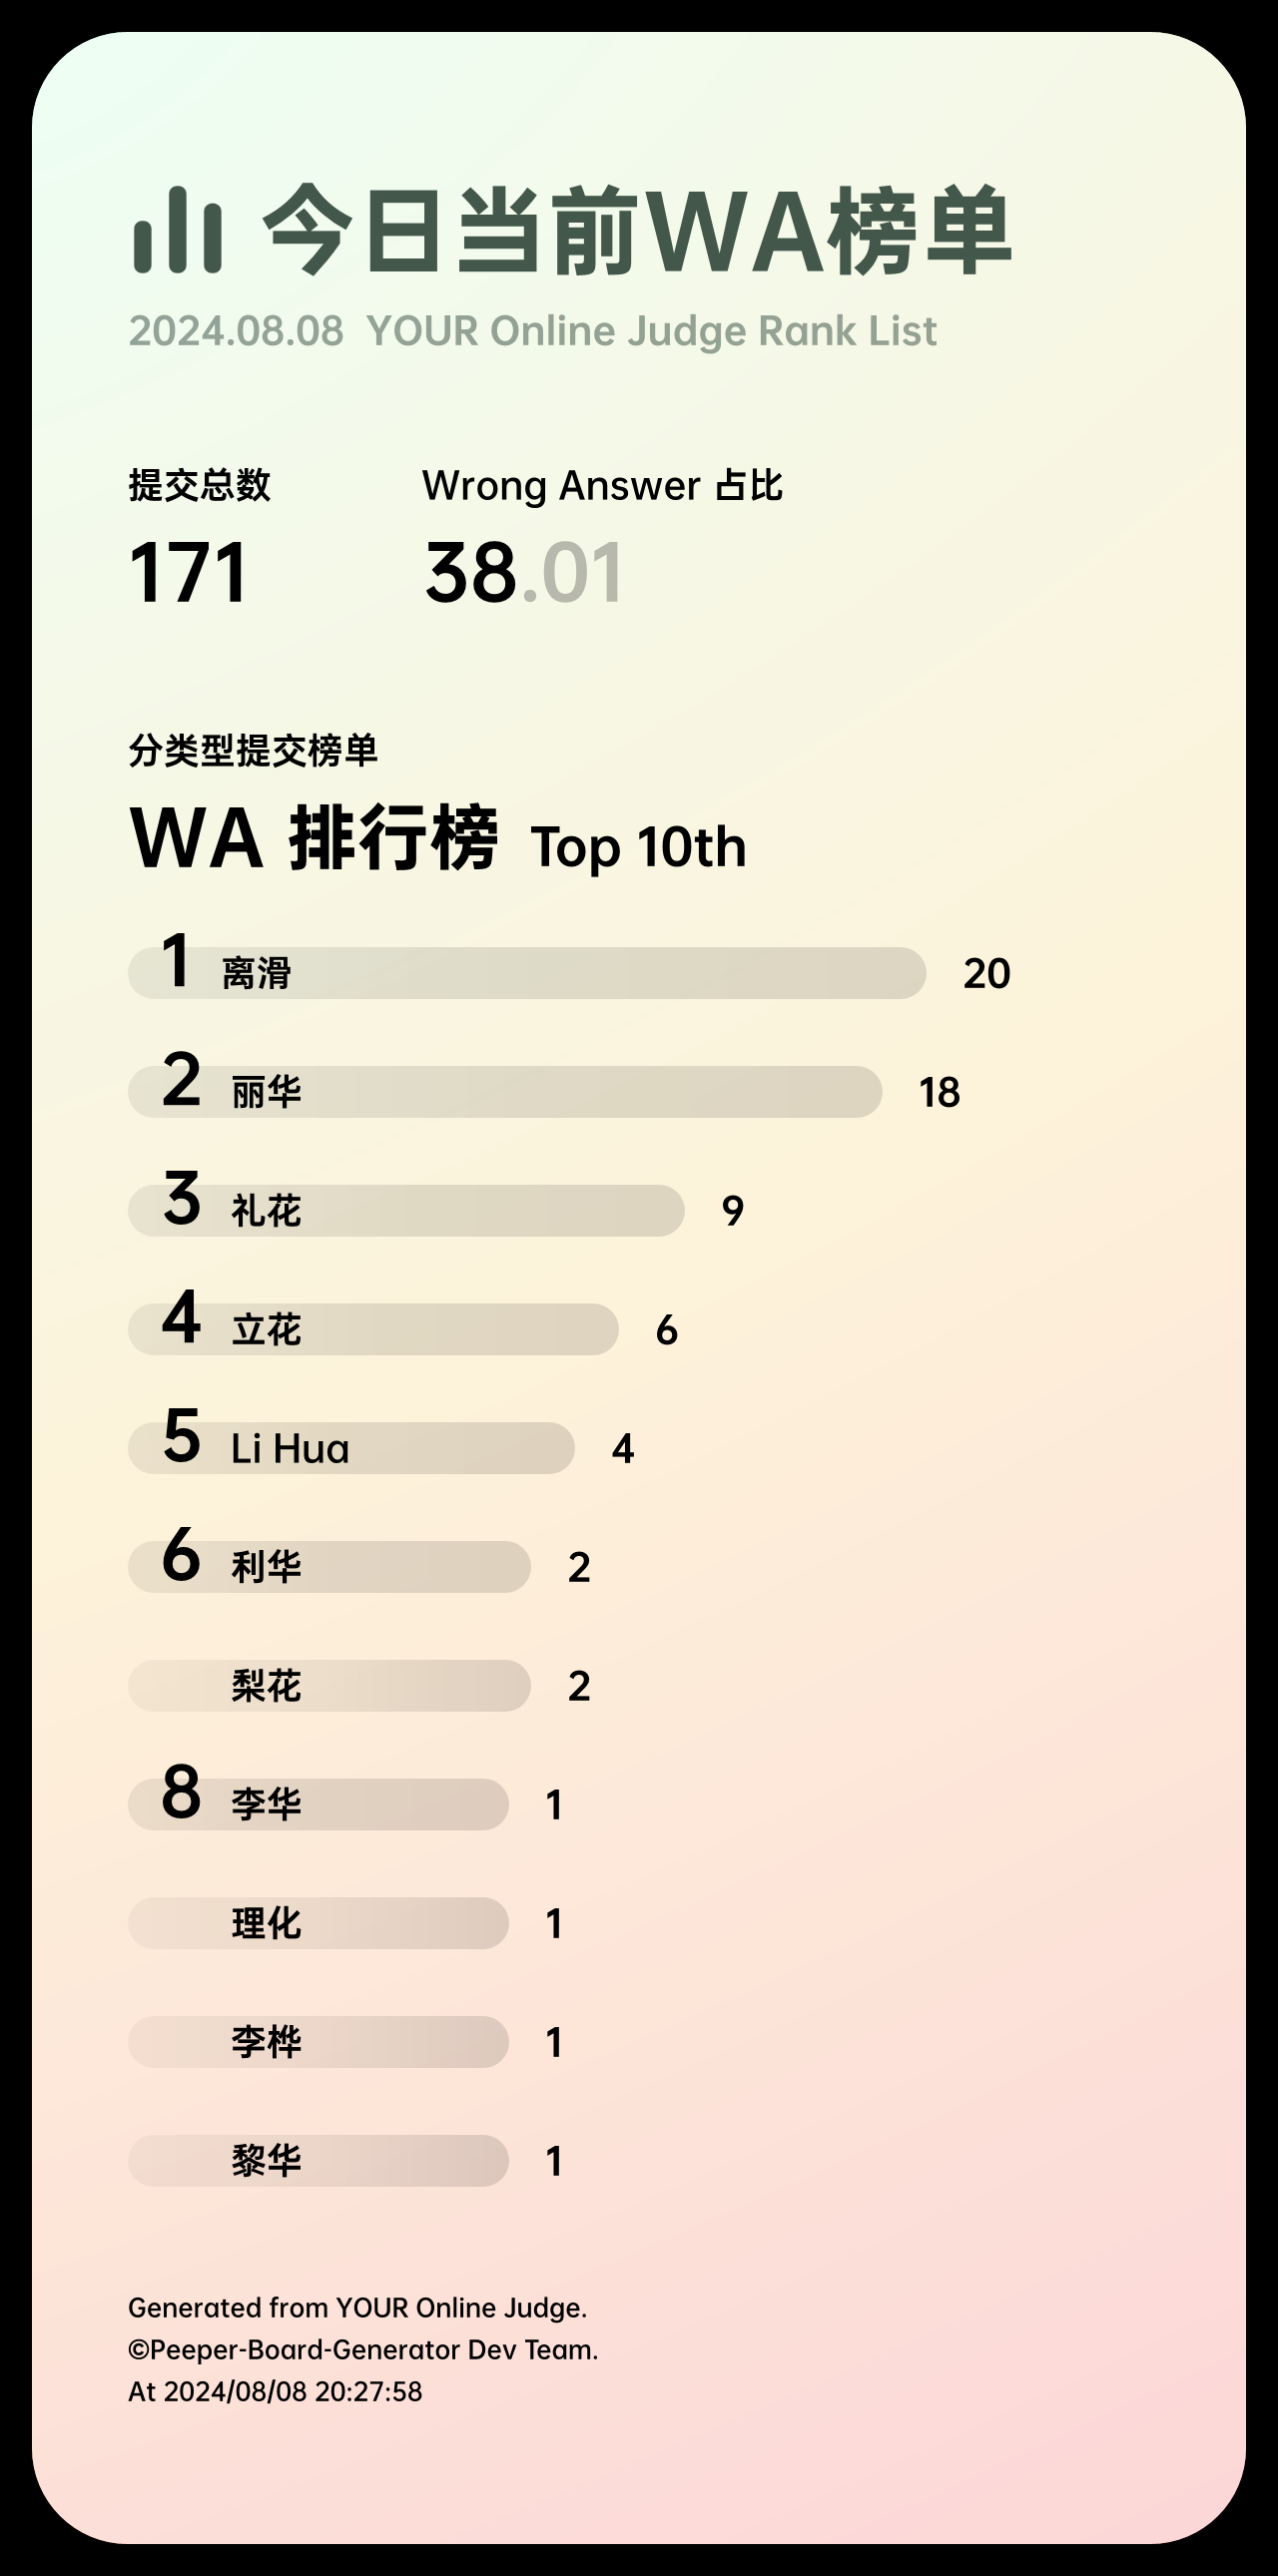 今日当前WA榜单
2024.08.08 YOUR Online Judge Rank List
提交总数 Wrong Answer 占比
171 38.01
分类型提交榜单
WA 排行榜 Top 10th
1 离滑 20
2 丽华 18
3 礼花 9
4 立花 6
5 Li Hua 4
6 利华 2
梨花 2
8 李华 1
理化 1
李桦 1
黎华 1
Generated from YOUR Online Judge.
©Peeper-Board-Generator Dev Team.
At 2024/08/08 20:27:58